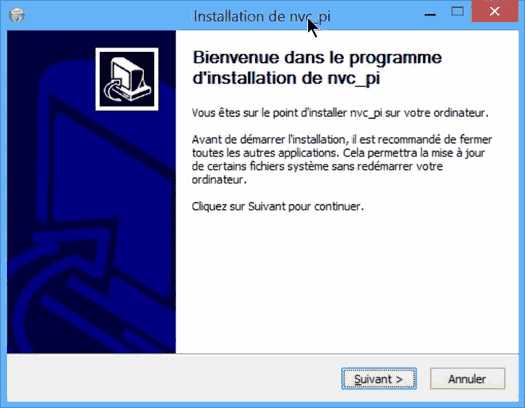 Installation de nvc_pi
Bienvenue dans le programme
d'installation de nvc_pi
Vous êtes sur le point d'installer nvc_pi sur votre ordinateur.
Avant de démarrer l'installation, il est recommandé de fermer
toutes les autres applications. Cela permettra la mise à jour
de certains fichiers système sans redémarrer votre
ordinateur.
Cliquez sur Suivant pour continuer.
Suivant >
Annuler